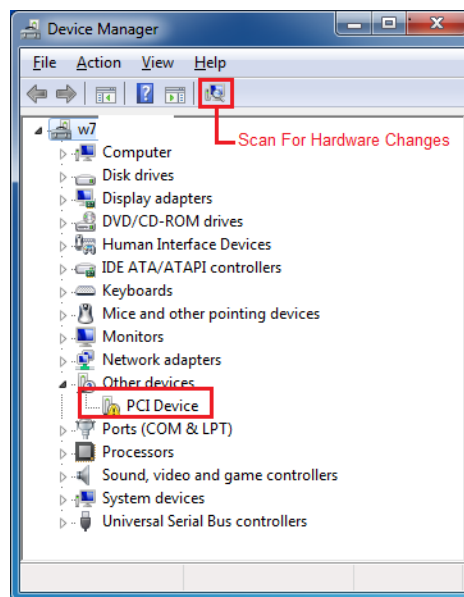 Device Manager
File Action View Help
Scan For Hardware Changes
w7
Computer
Disk drives
Display adapters
DVD/CD-ROM drives
Human Interface Devices
IDE ATA/ATAPI controllers
Keyboards
Mice and other pointing devices
Monitors
Network adapters
Other devices
PCI Device
Ports (COM & LPT)
Processors
Sound, video and game controllers
System devices
Universal Serial Bus controllers